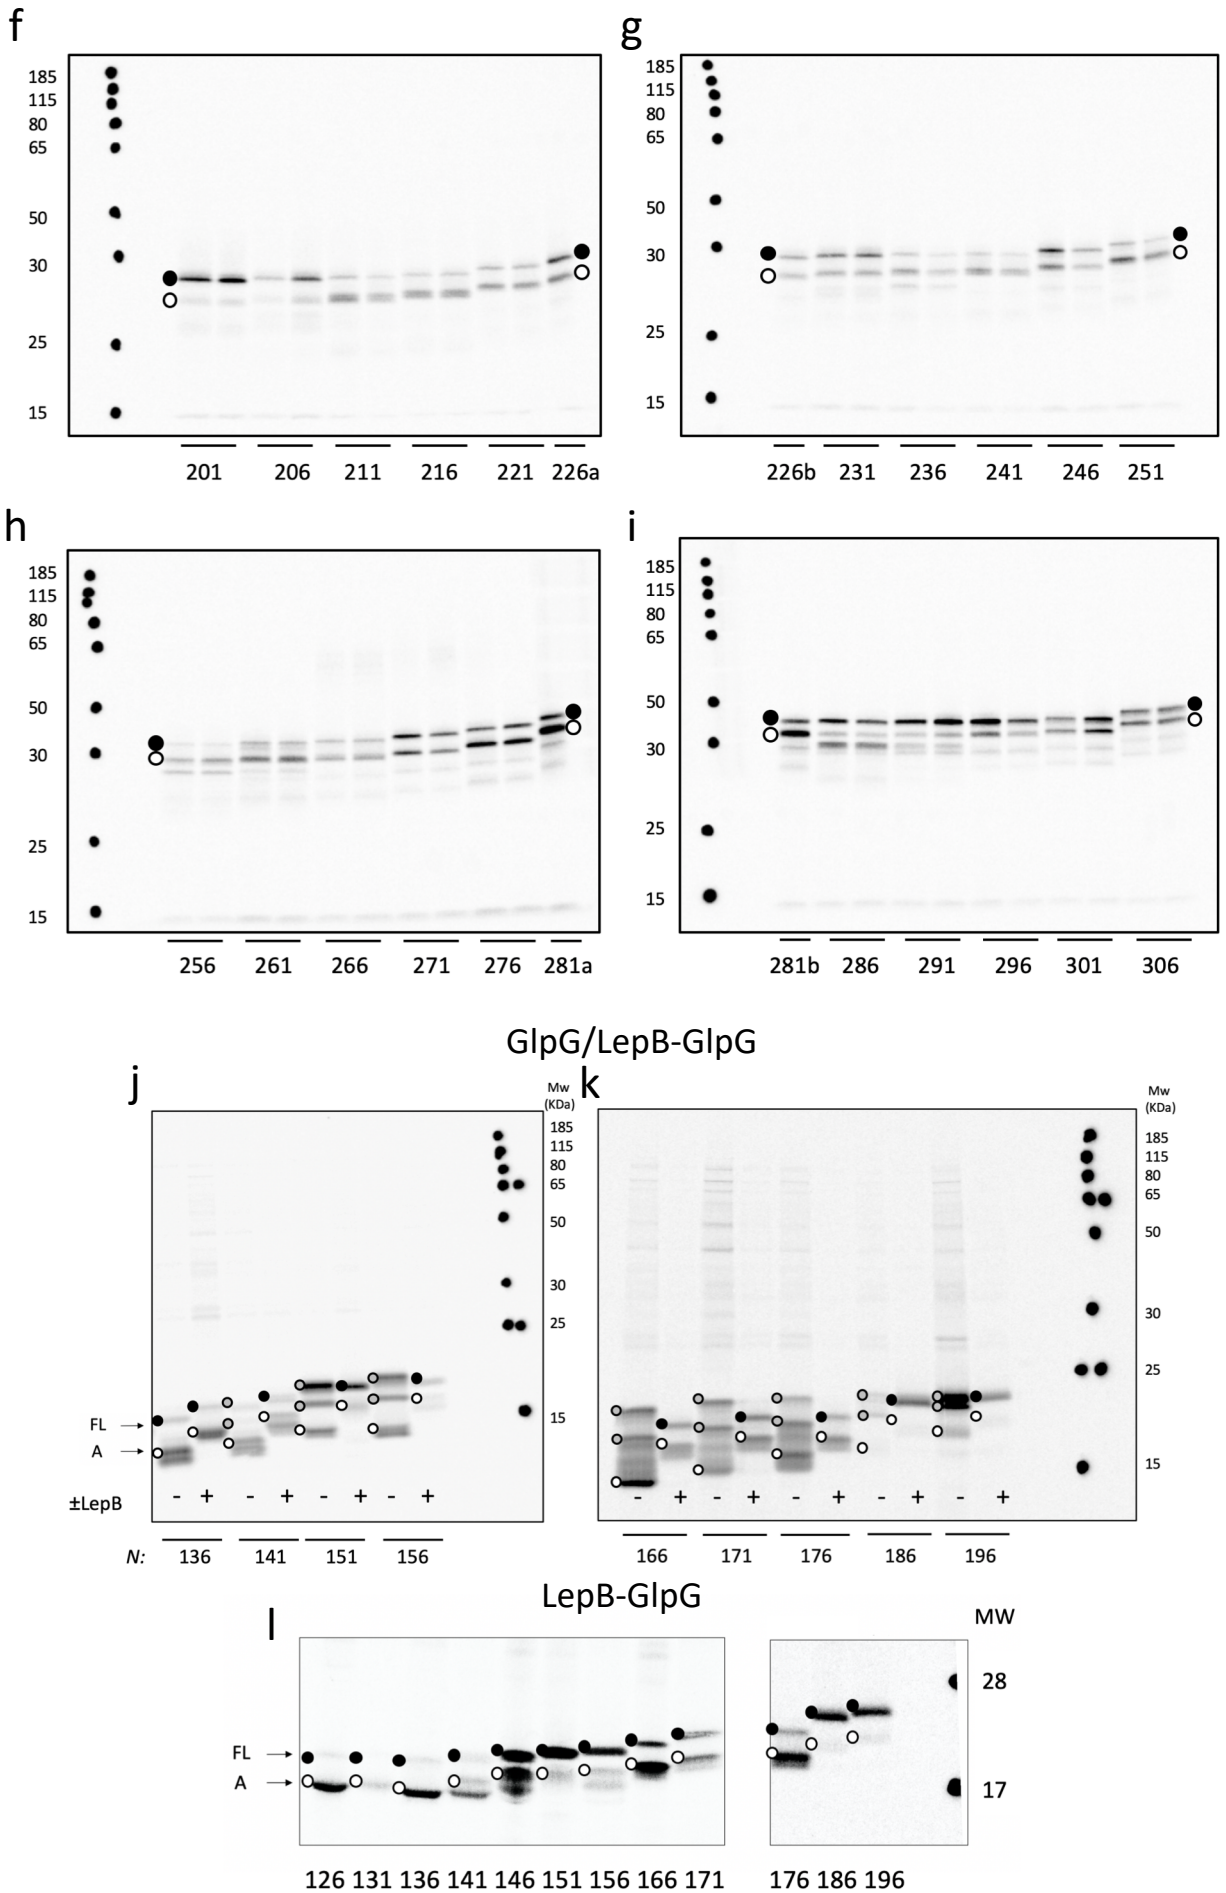 f
185
115
80
65
50
30
25
15
201 206 211 216 221 226a
g
185
115
80
65
50
30
25
15
226b 231 236 241 246 251
h
185
115
80
65
50
30
25
15
256 261 266 271 276 281a
i
185
115
80
65
50
30
25
15
281b 286 291 296 301 306
GlpG/LepB-GlpG
j
Mw
(KDa)
185
115
80
65
50
30
25
15
FL
A
±LepB - + - + - + - +
N: 136 141 151 156
k
Mw
(KDa)
185
115
80
65
50
30
25
15
- + - + - + - + - +
166 171 176 186 196
LepB-GlpG
l
MW
28
17
FL
A
126 131 136 141 146 151 156 166 171 176 186 196